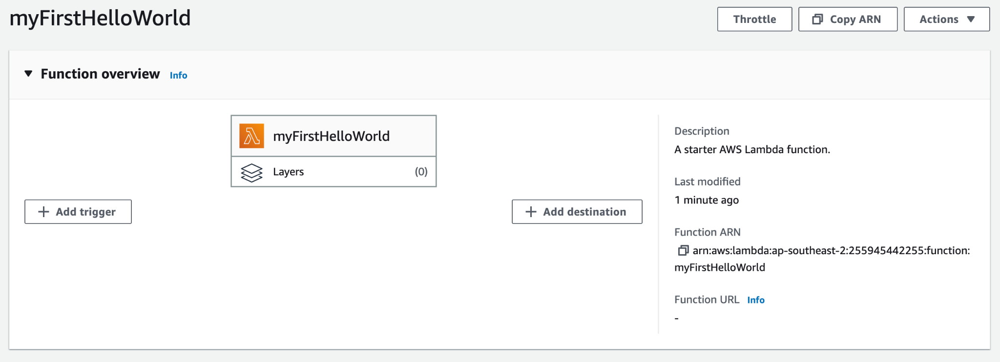 myFirstHelloWorld
Throttle
Copy ARN
Actions
Function overview Info
myFirstHelloWorld
Layers (0)
Add trigger
Add destination
Description
A starter AWS Lambda function.
Last modified
1 minute ago
Function ARN
arn:aws:lambda:ap-southeast-2:255945442255:function:
myFirstHelloWorld
Function URL Info
-